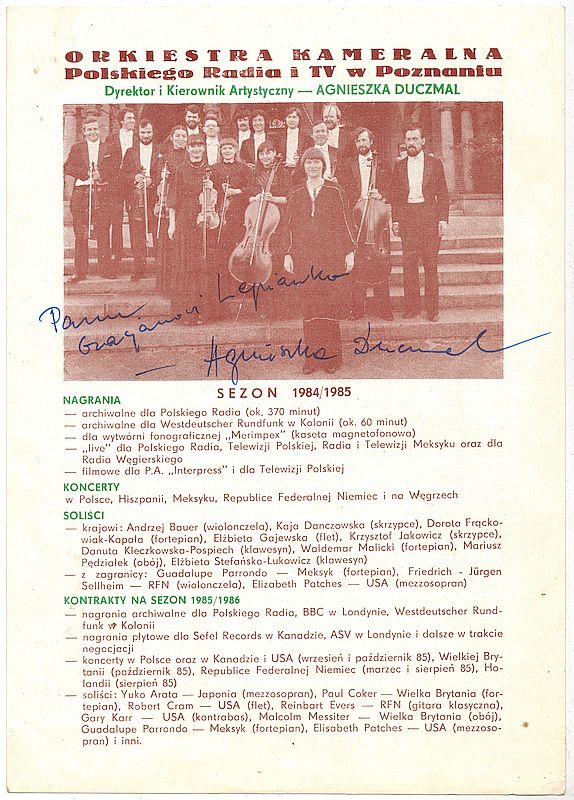 ORKIESTRA KAMERALNA
Polskiego Radia i TV w Poznaniu
Dyrektor i Kierownik Artystyczny — AGNIESZKA DUCZMAL
Agnieszka Duczmal
SEZON 1984/1985
NAGRANIA
— archiwalne dla Polskiego Radia (ok. 370 minut)
— archiwalne dla Westdeutscher Rundfunk w Kolonii (ok. 60 minut)
— dla wytwórni fonograficznej „Merimpex” (kaseta magnetofonowa)
— „live” dla Polskiego Radia, Telewizji Polskiej, Radia i Telewizji Meksyku oraz dla
Radia Węgierskiego
— filmowe dla P.A. „Interpress” i dla Telewizji Polskiej
KONCERTY
w Polsce, Hiszpanii, Meksyku, Republice Federalnej Niemiec i na Węgrzech
SOLIŚCI
— krajowi: Andrzej Bauer (wiolonczela), Kaja Danczowska (skrzypce), Dorota Frącko-
wiak-Kapała (fortepian), Elżbieta Gajewska (flet), Krzysztof Jakowicz (skrzypce),
Danuta Kleczkowska-Pospiech (klawesyn), Waldemar Malicki (fortepian), Mariusz
Pędziałek (obój), Elżbieta Stefańska-Łukowicz (klawesyn)
— z zagranicy: Guadalupe Parrondo — Meksyk (fortepian), Friedrich - Jürgen
Sellheim — RFN (wiolonczela), Elizabeth Patches — USA (mezzosopran)
KONTRAKTY NA SEZON 1985/1986
— nagrania archiwalne dla Polskiego Radia, BBC w Londynie, Westdeutscher Rund-
funk w Kolonii
— nagrania płytowe dla Sefel Records w Kanadzie, ASV w Londynie i dalsze w trakcie
negocjacji
— koncerty w Polsce oraz w Kanadzie i USA (wrzesień i październik 85), Wielkiej Bry-
tanii (październik 85), Republice Federalnej Niemiec (marzec i sierpień 85), Ho-
landii (sierpień 85)
— soliści: Yuko Arata — Japonia (mezzosopran), Paul Coker — Wielka Brytania (for-
tepian), Robert Cram — USA (flet), Reinbart Evers — RFN (gitara klasyczna),
Gary Karr — USA (kontrabas), Malcolm Messiter — Wielka Brytania (obój),
Guadalupe Parrondo — Meksyk (fortepian), Elisabeth Patches — USA (mezzoso-
pran) i inni.